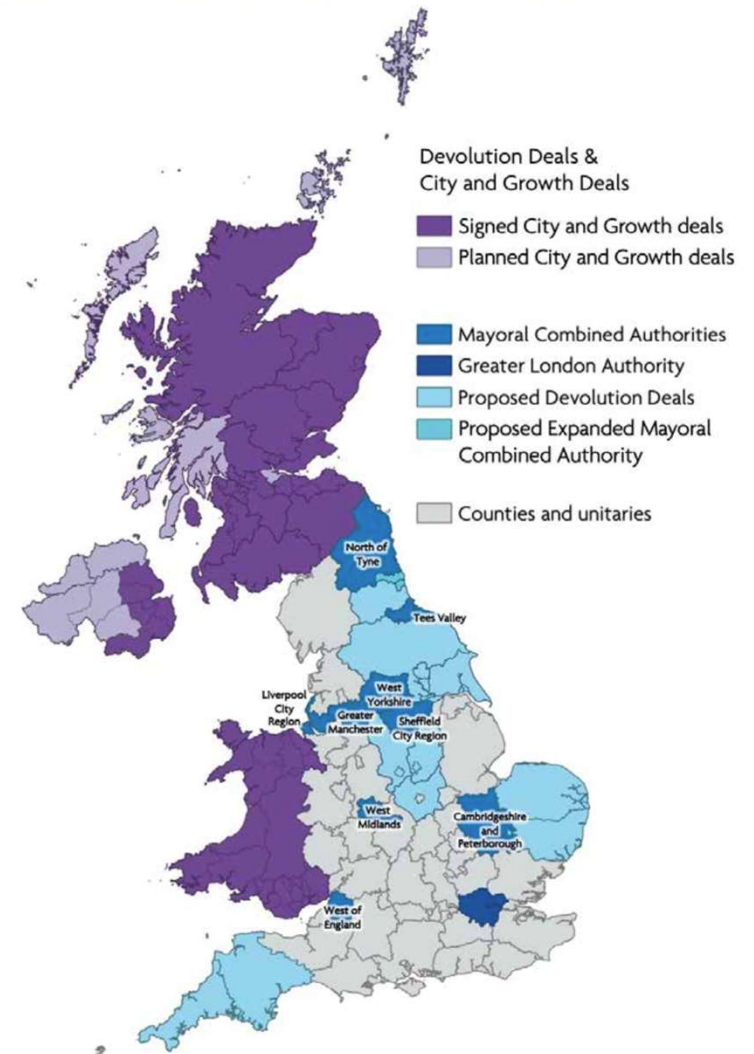 Devolution Deals &
City and Growth Deals
Signed City and Growth deals
Planned City and Growth deals
Mayoral Combined Authorities
Greater London Authority
Proposed Devolution Deals
Proposed Expanded Mayoral
Combined Authority
Counties and unitaries
North of
Tyne
Tees Valley
West
Yorkshire
Liverpool
City
Region
Greater
Manchester
Sheffield
City Region
West
Midlands
Cambridgeshire
and
Peterborough
West of
England